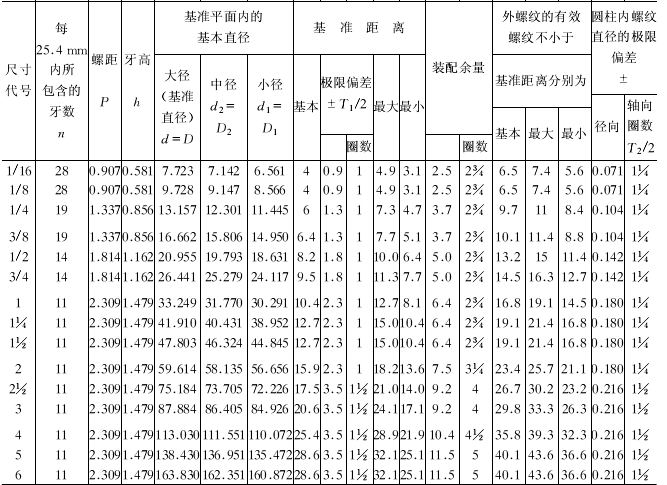 尺寸代号 每 25.4 mm 内所包含的牙数 n 螺距 P 牙高 h 基准平面内的基本直径 基准距离 装配余量 外螺纹的有效螺纹不小于 圆柱内螺纹直径的极限偏差 ±
大径(基准直径) d=D 中径 d₂=D₂ 小径 d₁=D₁ 基本 极限偏差 ±T₁/2 最大 最小 基准距离分别为
圈数 圈数 基本 最大 最小 径向 轴向圈数 T₂/2
1/16 28 0.907 0.581 7.723 7.142 6.561 4 0.9 1 4.9 3.1 2.5 2¾ 6.5 7.4 5.6 0.071 1¼
1/8 28 0.907 0.581 9.728 9.147 8.566 4 0.9 1 4.9 3.1 2.5 2¾ 6.5 7.4 5.6 0.071 1¼
1/4 19 1.337 0.856 13.157 12.301 11.445 6 1.3 1 7.3 4.7 3.7 2¾ 9.7 11 8.4 0.104 1¼
3/8 19 1.337 0.856 16.662 15.806 14.950 6.4 1.3 1 7.7 5.1 3.7 2¾ 10.1 11.4 8.8 0.104 1¼
1/2 14 1.814 1.162 20.955 19.793 18.631 8.2 1.8 1 10.0 6.4 5.0 2¾ 13.2 15 11.4 0.142 1¼
3/4 14 1.814 1.162 26.441 25.279 24.117 9.5 1.8 1 11.3 7.7 5.0 2¾ 14.5 16.3 12.7 0.142 1¼
1 11 2.309 1.479 33.249 31.770 30.291 10.4 2.3 1 12.7 8.1 6.4 2¾ 16.8 19.1 14.5 0.180 1¼
1¼ 11 2.309 1.479 41.910 40.431 38.952 12.7 2.3 1 15.0 10.4 6.4 2¾ 19.1 21.4 16.8 0.180 1¼
1½ 11 2.309 1.479 47.803 46.324 44.845 12.7 2.3 1 15.0 10.4 6.4 2¾ 19.1 21.4 16.8 0.180 1¼
2 11 2.309 1.479 59.614 58.135 56.656 15.9 2.3 1 18.2 13.6 7.5 3¼ 23.4 25.7 21.1 0.180 1¼
2½ 11 2.309 1.479 75.184 73.705 72.226 17.5 3.5 1½ 21.0 14.0 9.2 4 26.7 30.2 23.2 0.216 1½
3 11 2.309 1.479 87.884 86.405 84.926 20.6 3.5 1½ 24.1 17.1 9.2 4 29.8 33.3 26.3 0.216 1½
4 11 2.309 1.479 113.030 111.551 110.072 25.4 3.5 1½ 28.9 21.9 10.4 4½ 35.8 39.3 32.3 0.216 1½
5 11 2.309 1.479 138.430 136.951 135.472 28.6 3.5 1½ 32.1 25.1 11.5 5 40.1 43.6 36.6 0.216 1½
6 11 2.309 1.479 163.830 162.351 160.872 28.6 3.5 1½ 32.1 25.1 11.5 5 40.1 43.6 36.6 0.216 1½